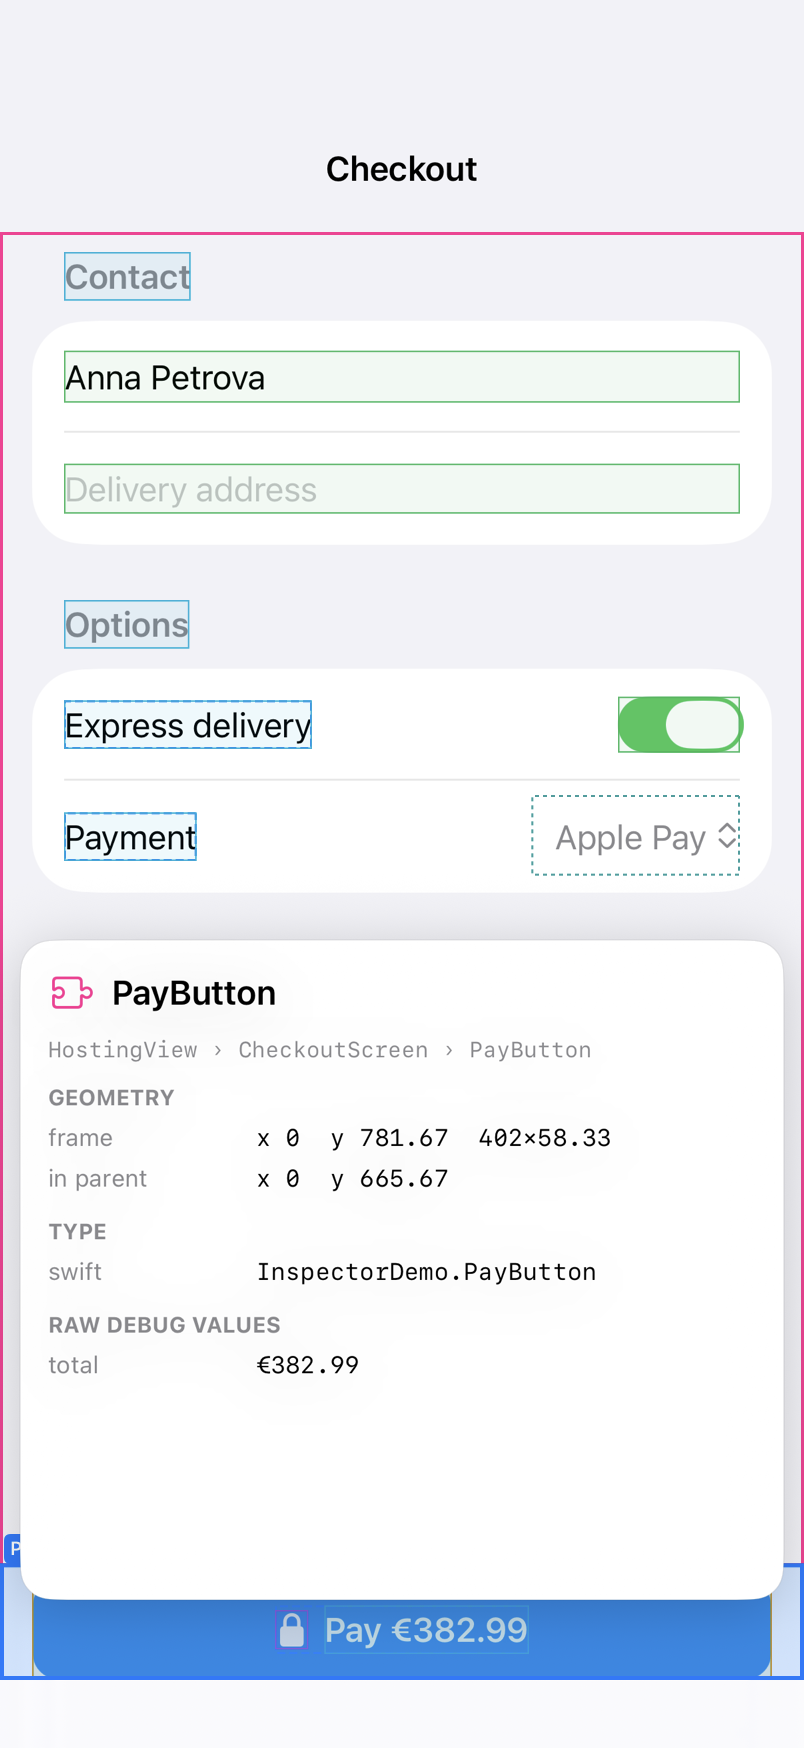 Checkout
Contact
Anna Petrova
Delivery address
Options
Express delivery
Payment Apple Pay
PayButton
HostingView › CheckoutScreen › PayButton
GEOMETRY
frame x 0 y 781.67 402×58.33
in parent x 0 y 665.67
TYPE
swift InspectorDemo.PayButton
RAW DEBUG VALUES
total €382.99
Pay €382.99